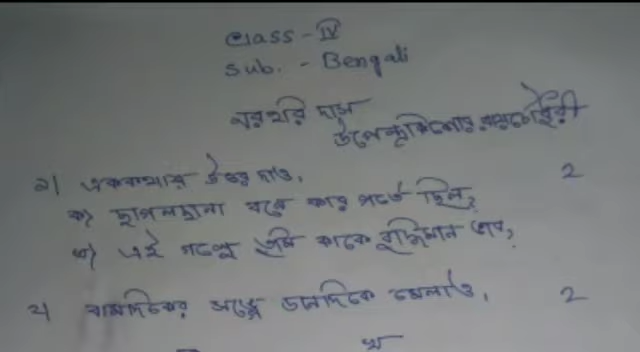 Class - IV
Sub. - Bengali
নরহরি দাস
উপেন্দ্রকিশোর রায়চৌধুরী
১| এককথায় উত্তর দাও, 2
ক) ছাগলছানা বনে কার গর্তে ছিল,
খ) এই গল্পে তুমি কাকে বুদ্ধিমান ভাব,
২| বামদিকের সঙ্গে ডানদিকে মেলাও, 2
খ